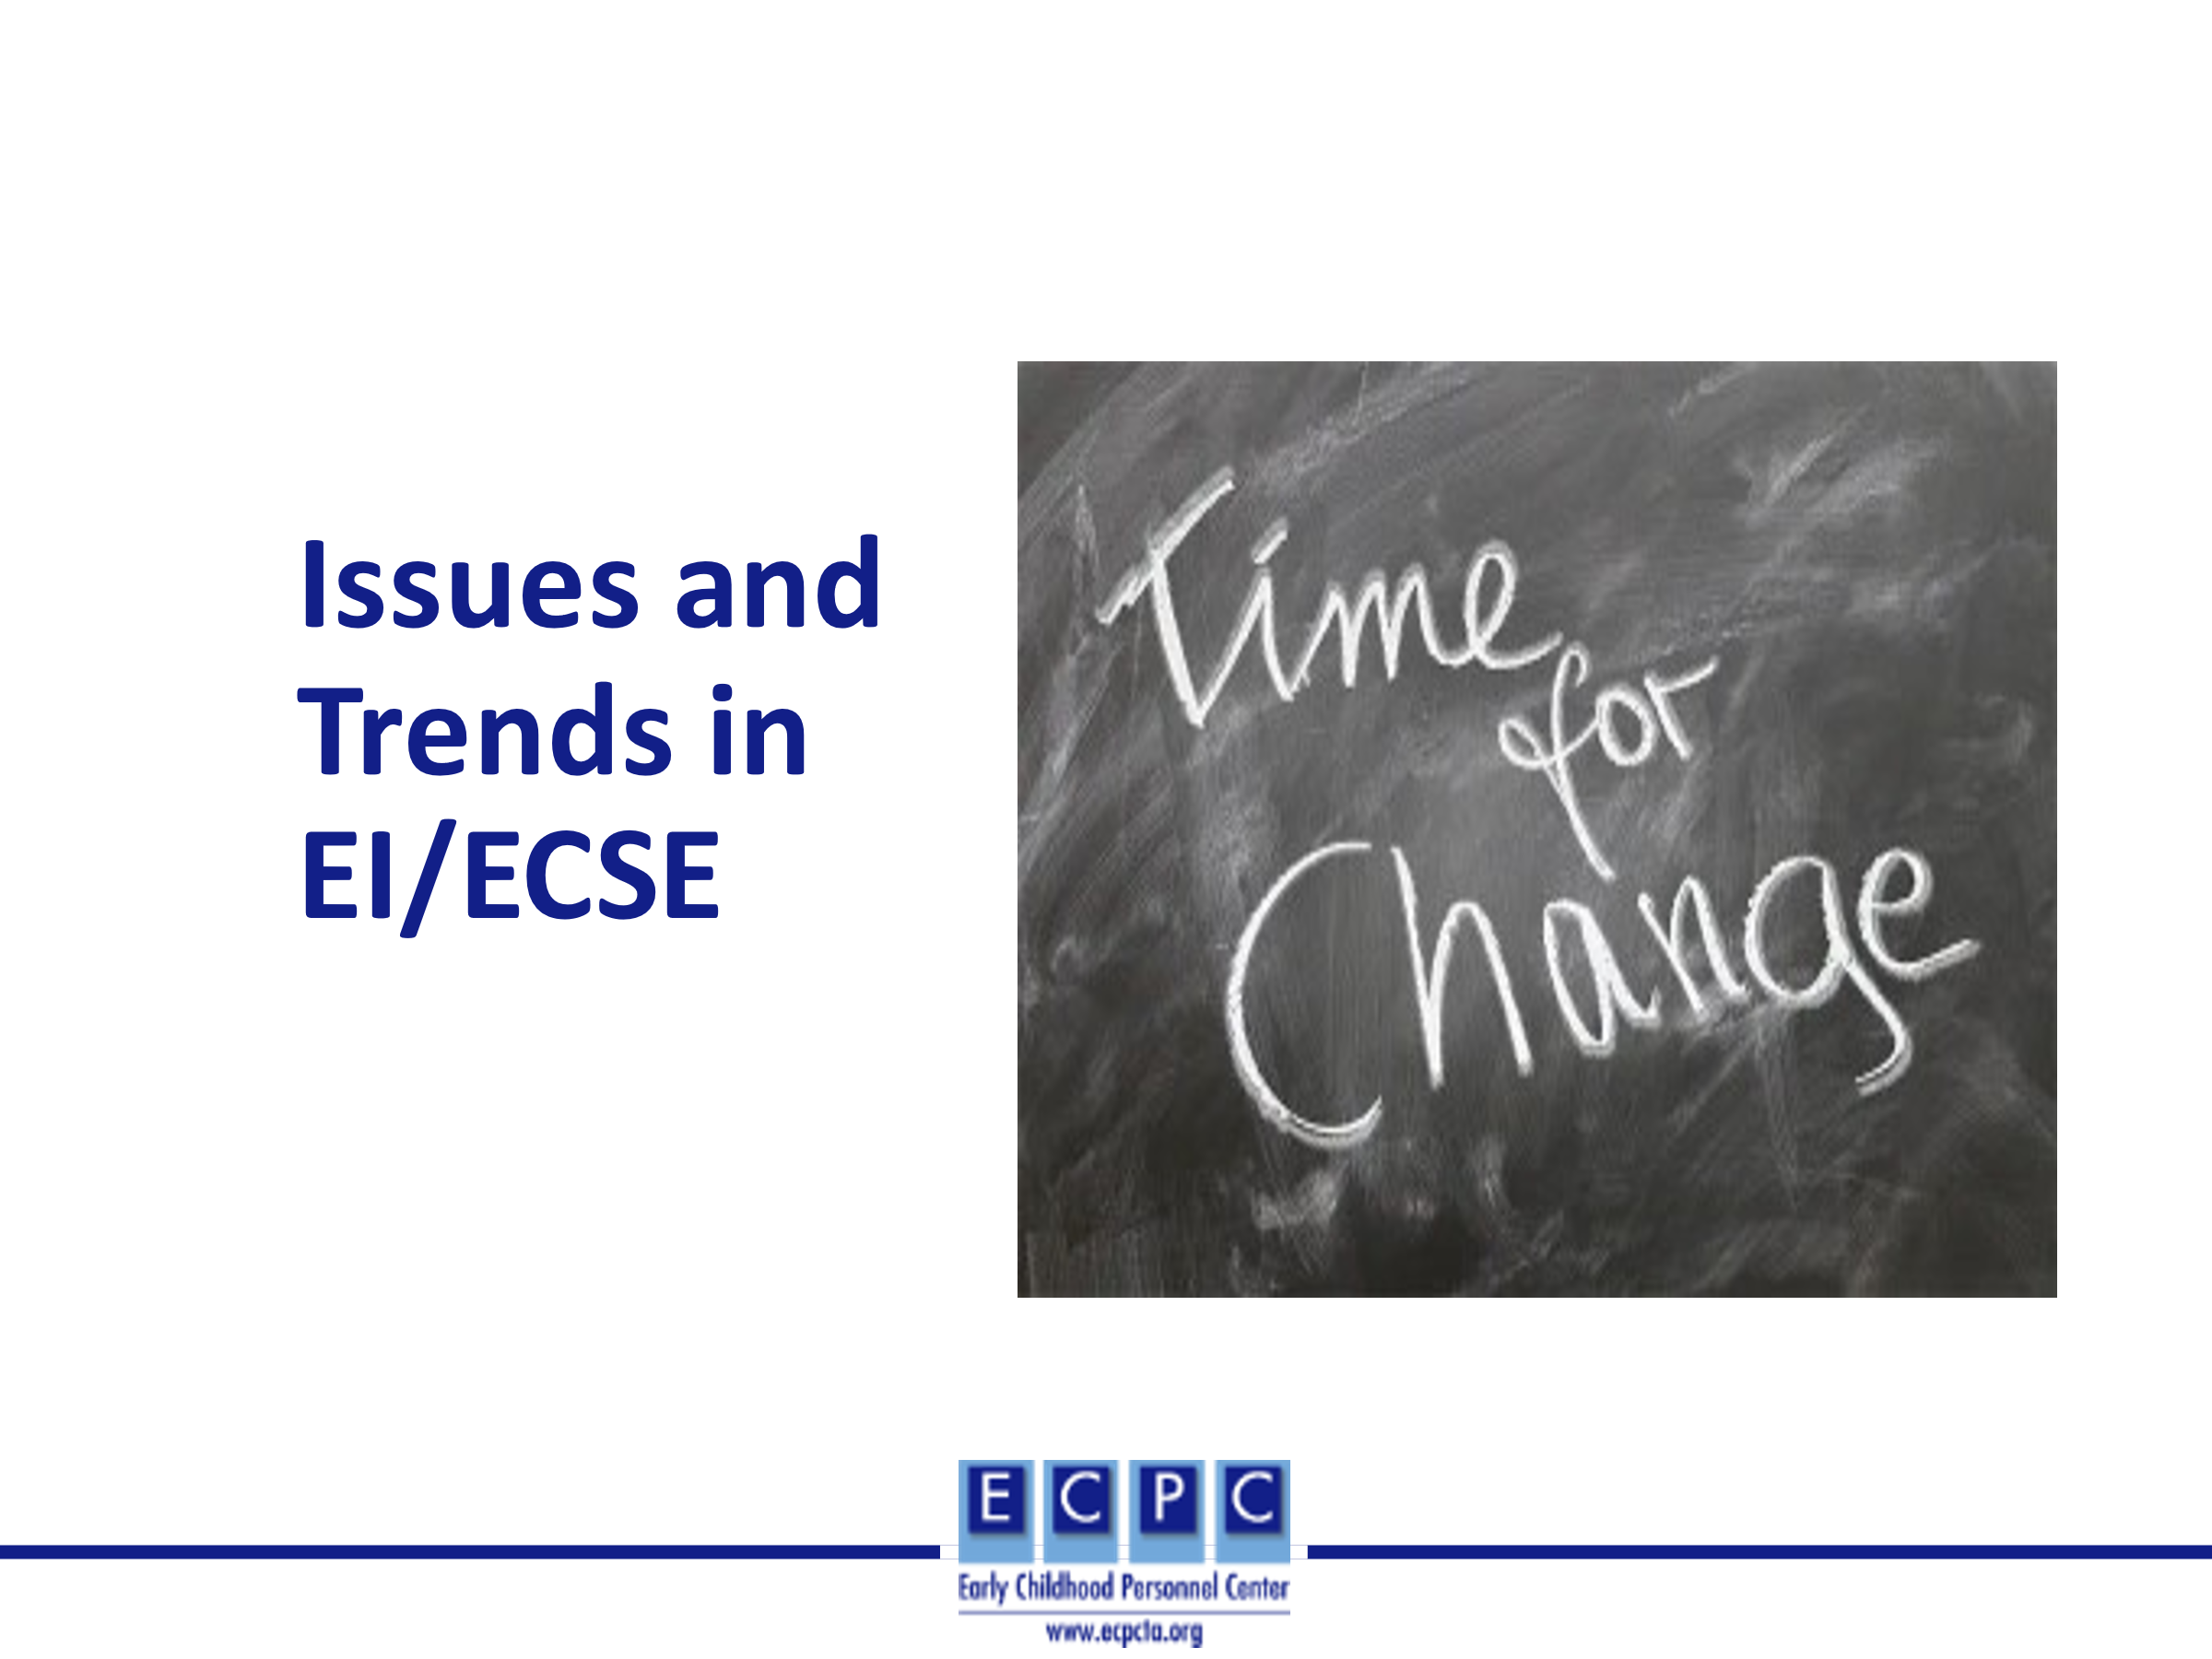 Issues and
Trends in
EI/ECSE
Time
for
Change
E C P C
Early Childhood Personnel Center
www.ecpcta.org